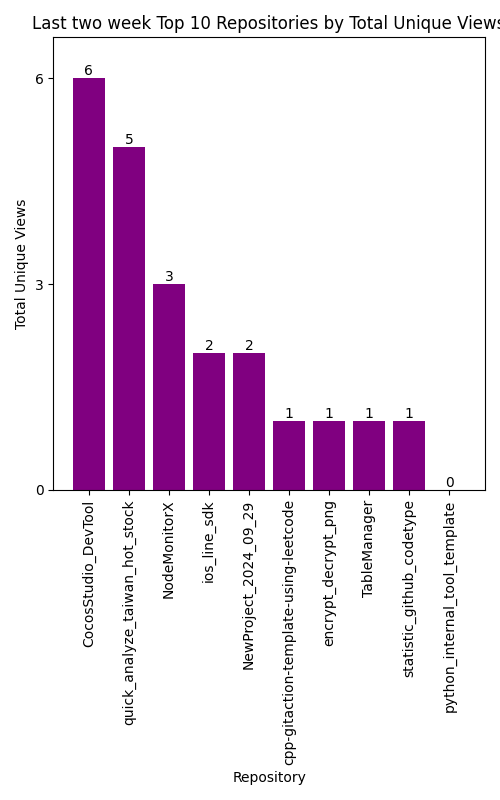 Last two week Top 10 Repositories by Total Unique Views
6
5
3
2
2
1
1
1
1
0
6
3
0
Total Unique Views
CocosStudio_DevTool
quick_analyze_taiwan_hot_stock
NodeMonitorX
ios_line_sdk
NewProject_2024_09_29
cpp-gitaction-template-using-leetcode
encrypt_decrypt_png
TableManager
statistic_github_codetype
python_internal_tool_template
Repository